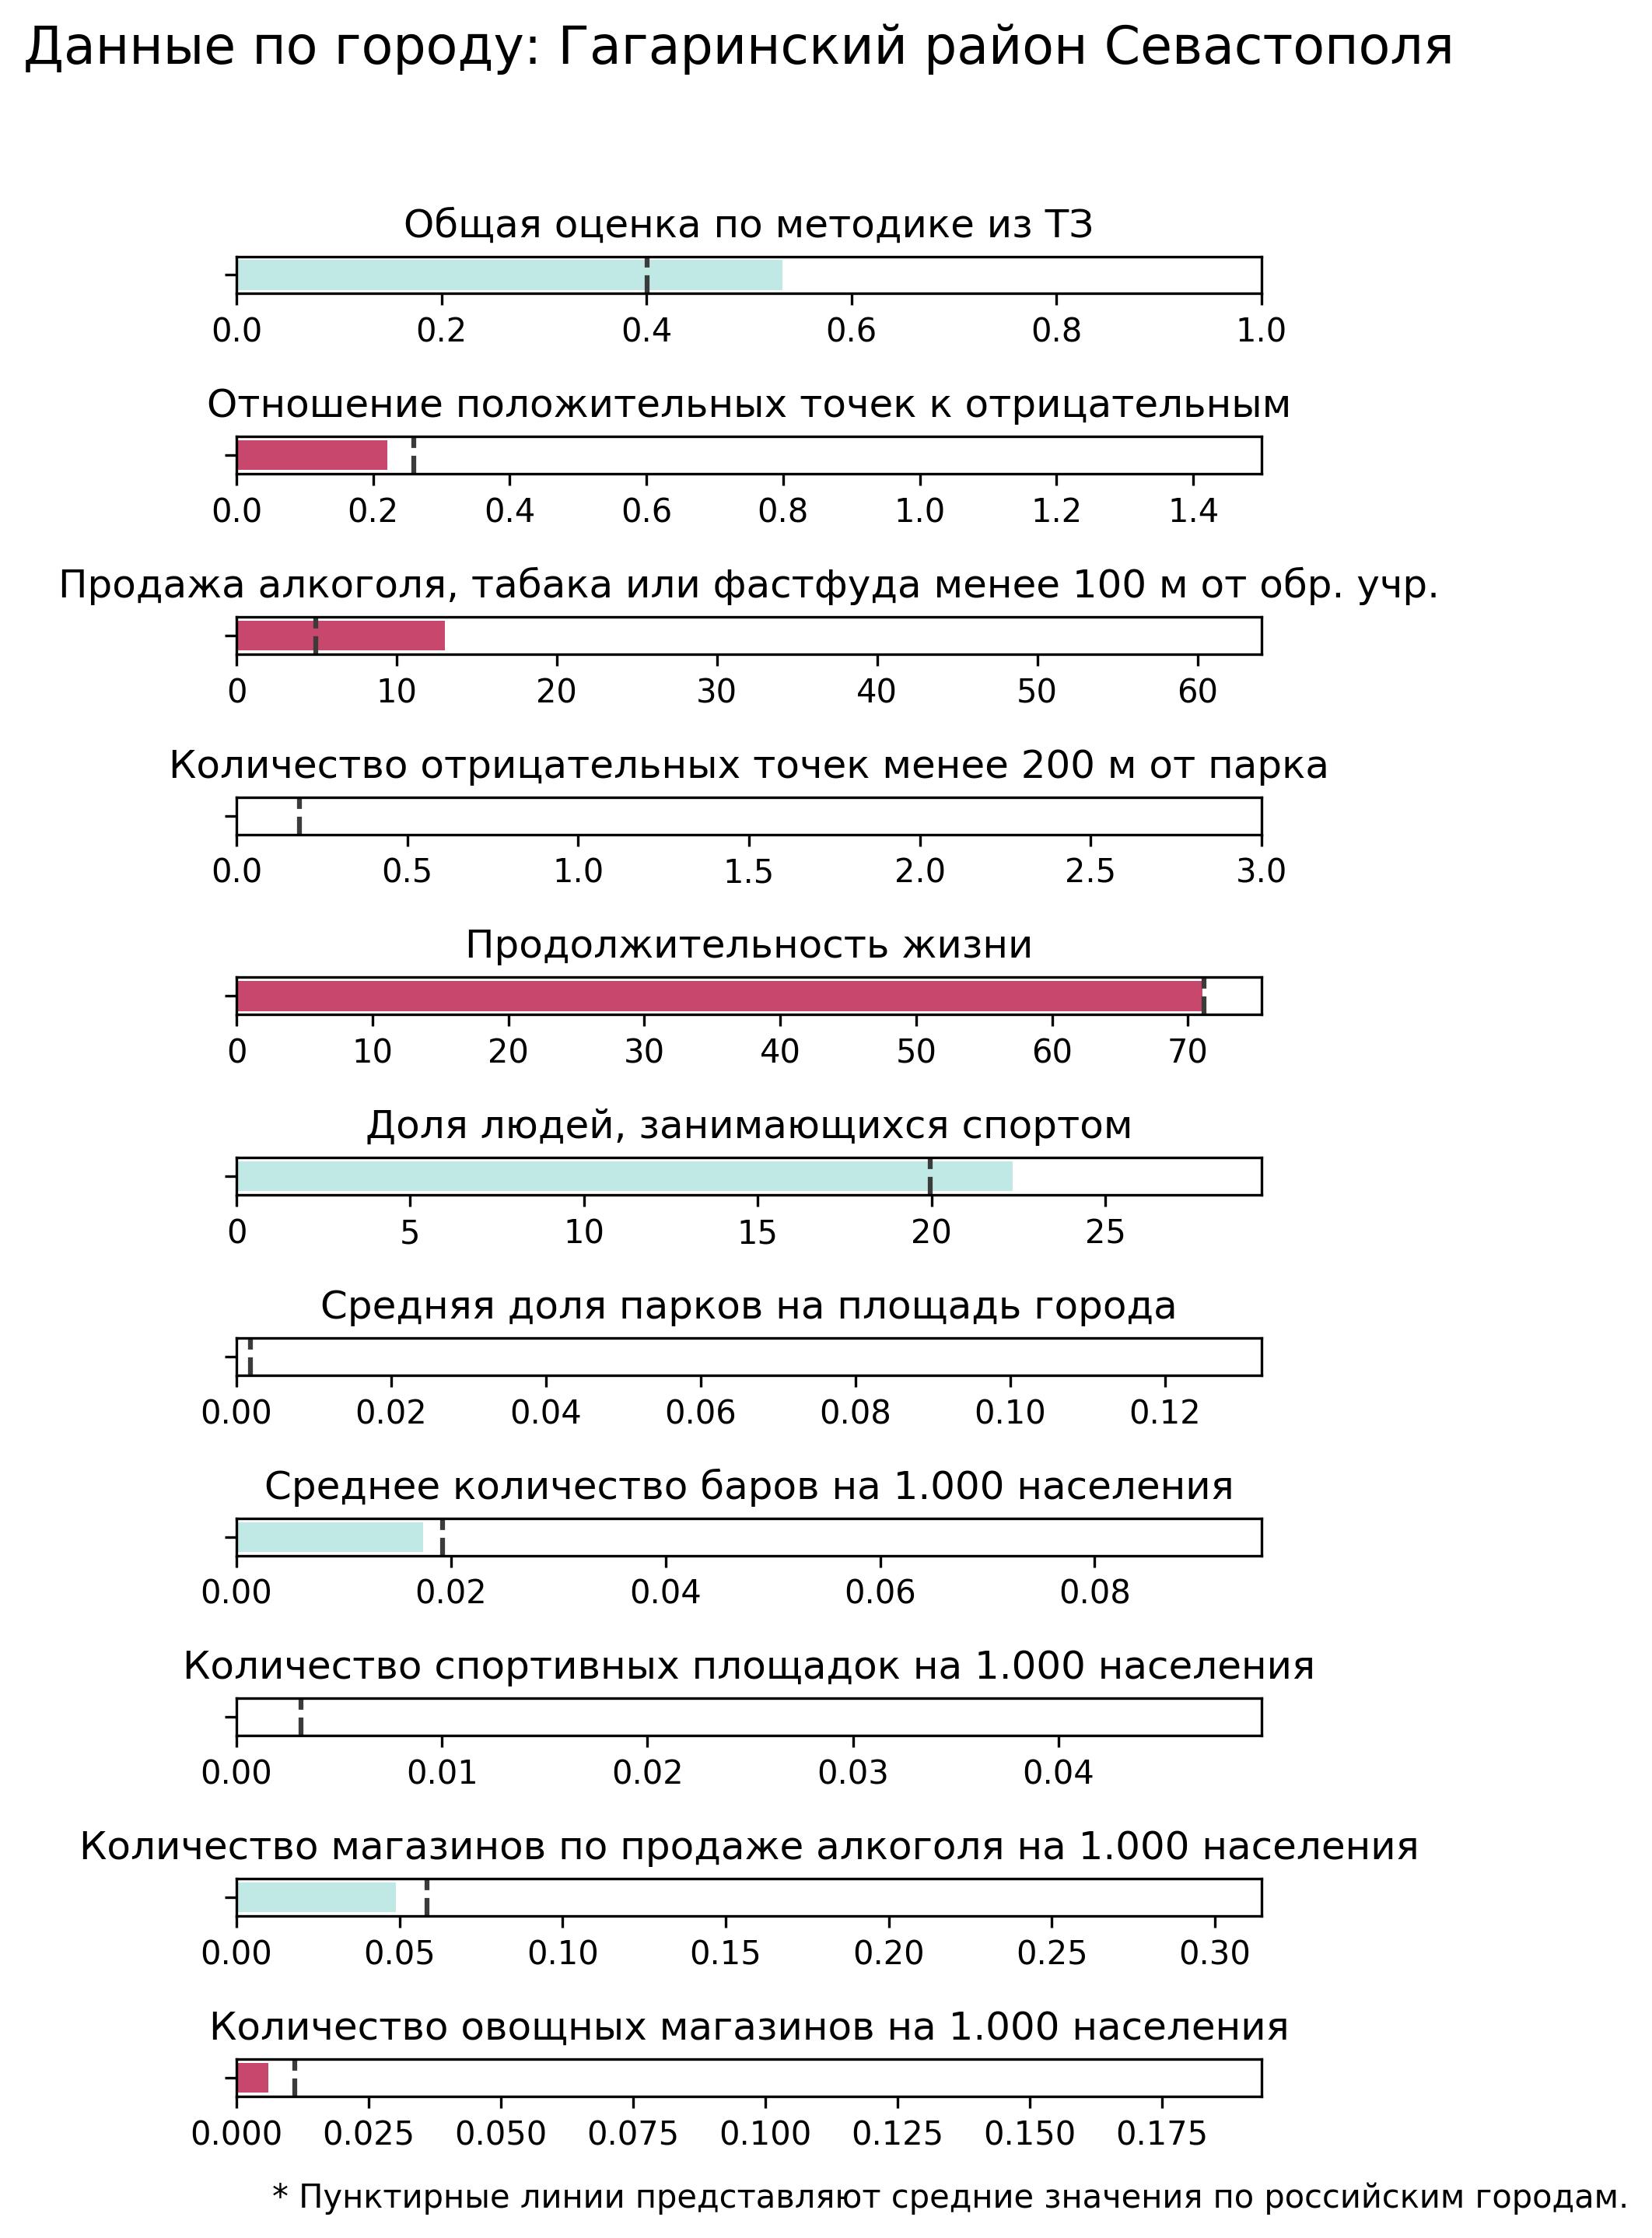 Данные по городу: Гагаринский район Севастополя
Общая оценка по методике из ТЗ
0.0 0.2 0.4 0.6 0.8 1.0
Отношение положительных точек к отрицательным
0.0 0.2 0.4 0.6 0.8 1.0 1.2 1.4
Продажа алкоголя, табака или фастфуда менее 100 м от обр. учр.
0 10 20 30 40 50 60
Количество отрицательных точек менее 200 м от парка
0.0 0.5 1.0 1.5 2.0 2.5 3.0
Продолжительность жизни
0 10 20 30 40 50 60 70
Доля людей, занимающихся спортом
0 5 10 15 20 25
Средняя доля парков на площадь города
0.00 0.02 0.04 0.06 0.08 0.10 0.12
Среднее количество баров на 1.000 населения
0.00 0.02 0.04 0.06 0.08
Количество спортивных площадок на 1.000 населения
0.00 0.01 0.02 0.03 0.04
Количество магазинов по продаже алкоголя на 1.000 населения
0.00 0.05 0.10 0.15 0.20 0.25 0.30
Количество овощных магазинов на 1.000 населения
0.000 0.025 0.050 0.075 0.100 0.125 0.150 0.175
* Пунктирные линии представляют средние значения по российским городам.